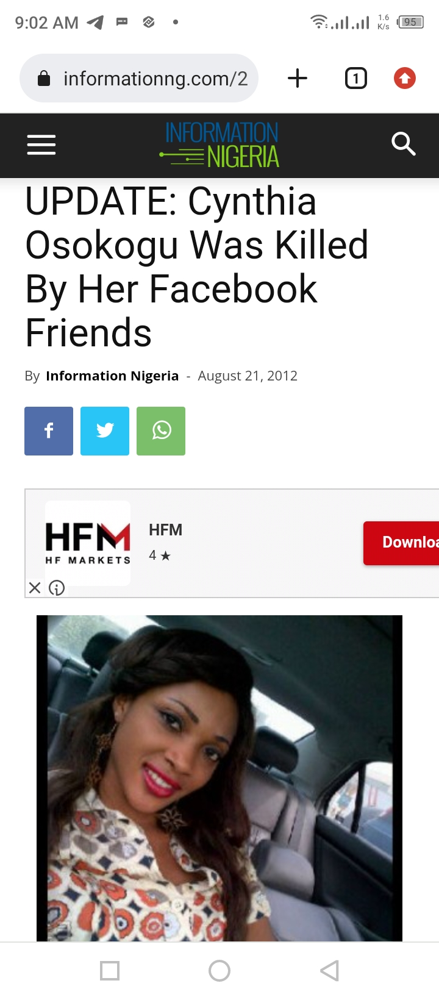 9:02 AM
1.6
K/s
95
informationng.com/2
1
INFORMATION
NIGERIA
UPDATE: Cynthia
Osokogu Was Killed
By Her Facebook
Friends
By Information Nigeria - August 21, 2012
HFM
HF MARKETS
HFM
4 ★
Downloa